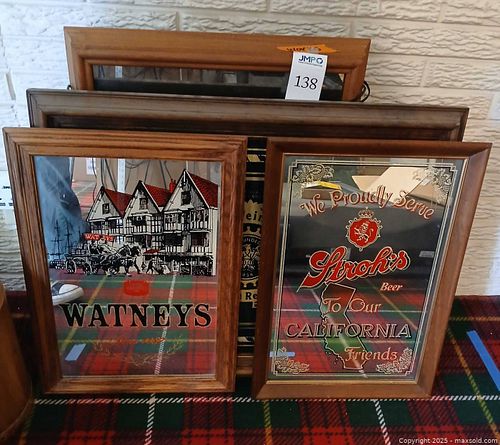 JMPO
138
WATNEYS
We Proudly Serve
Stroh's
Beer
To Our
CALIFORNIA
Friends
Copyright 2025 - maxsold.com